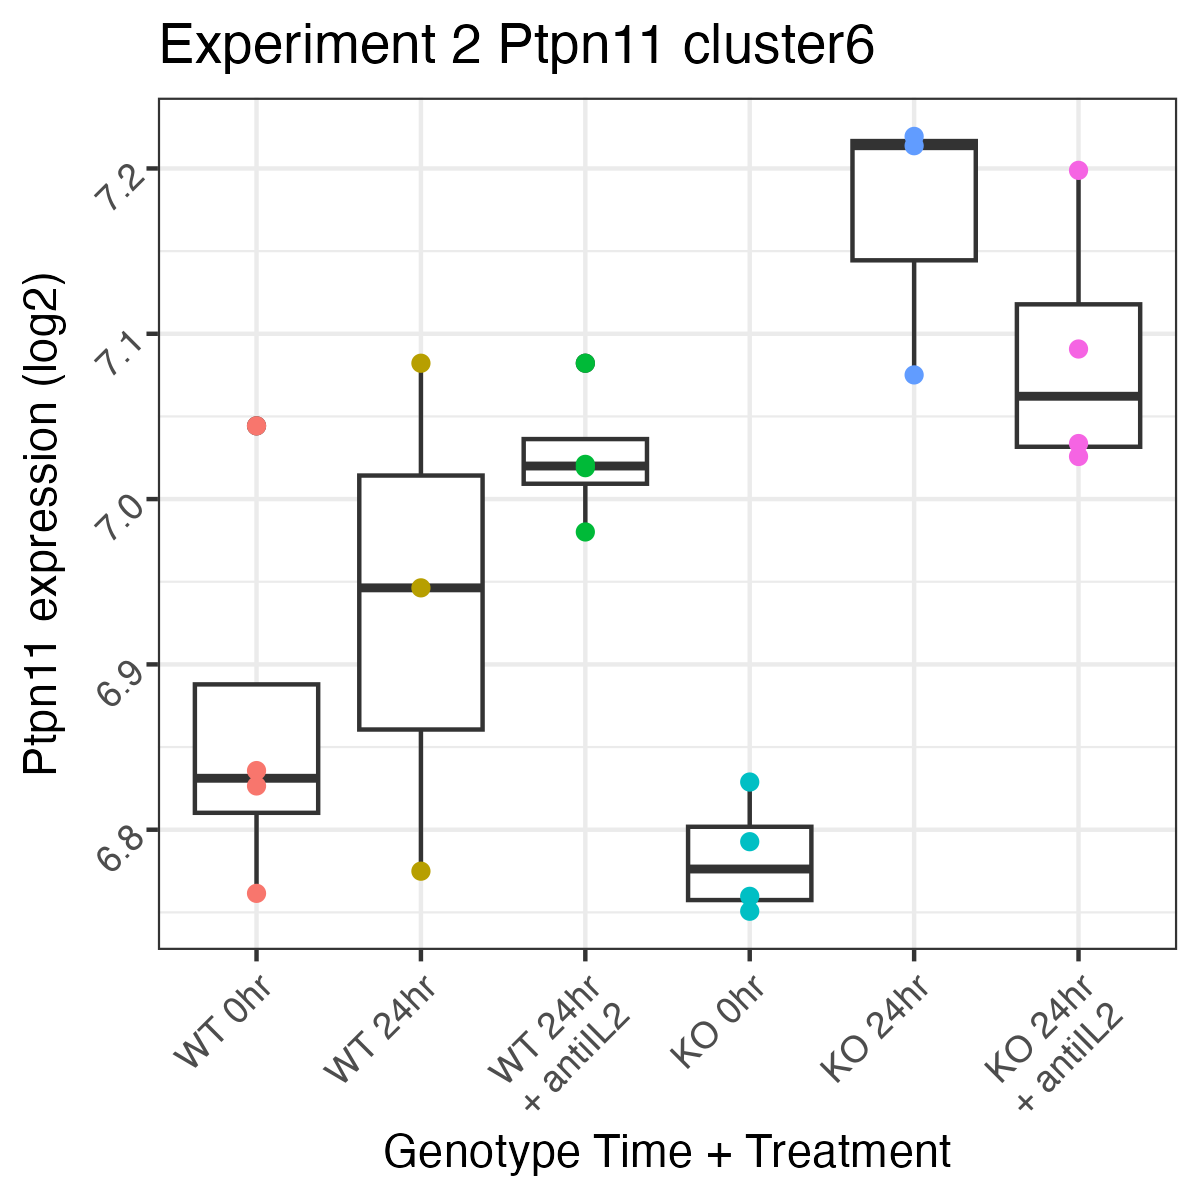 Experiment 2 Ptpn11 cluster6
Ptpn11 expression (log2)
7.2
7.1
7.0
6.9
6.8
WT 0hr
WT 24hr
WT 24hr
+ antiIL2
KO 0hr
KO 24hr
KO 24hr
+ antiIL2
Genotype Time + Treatment